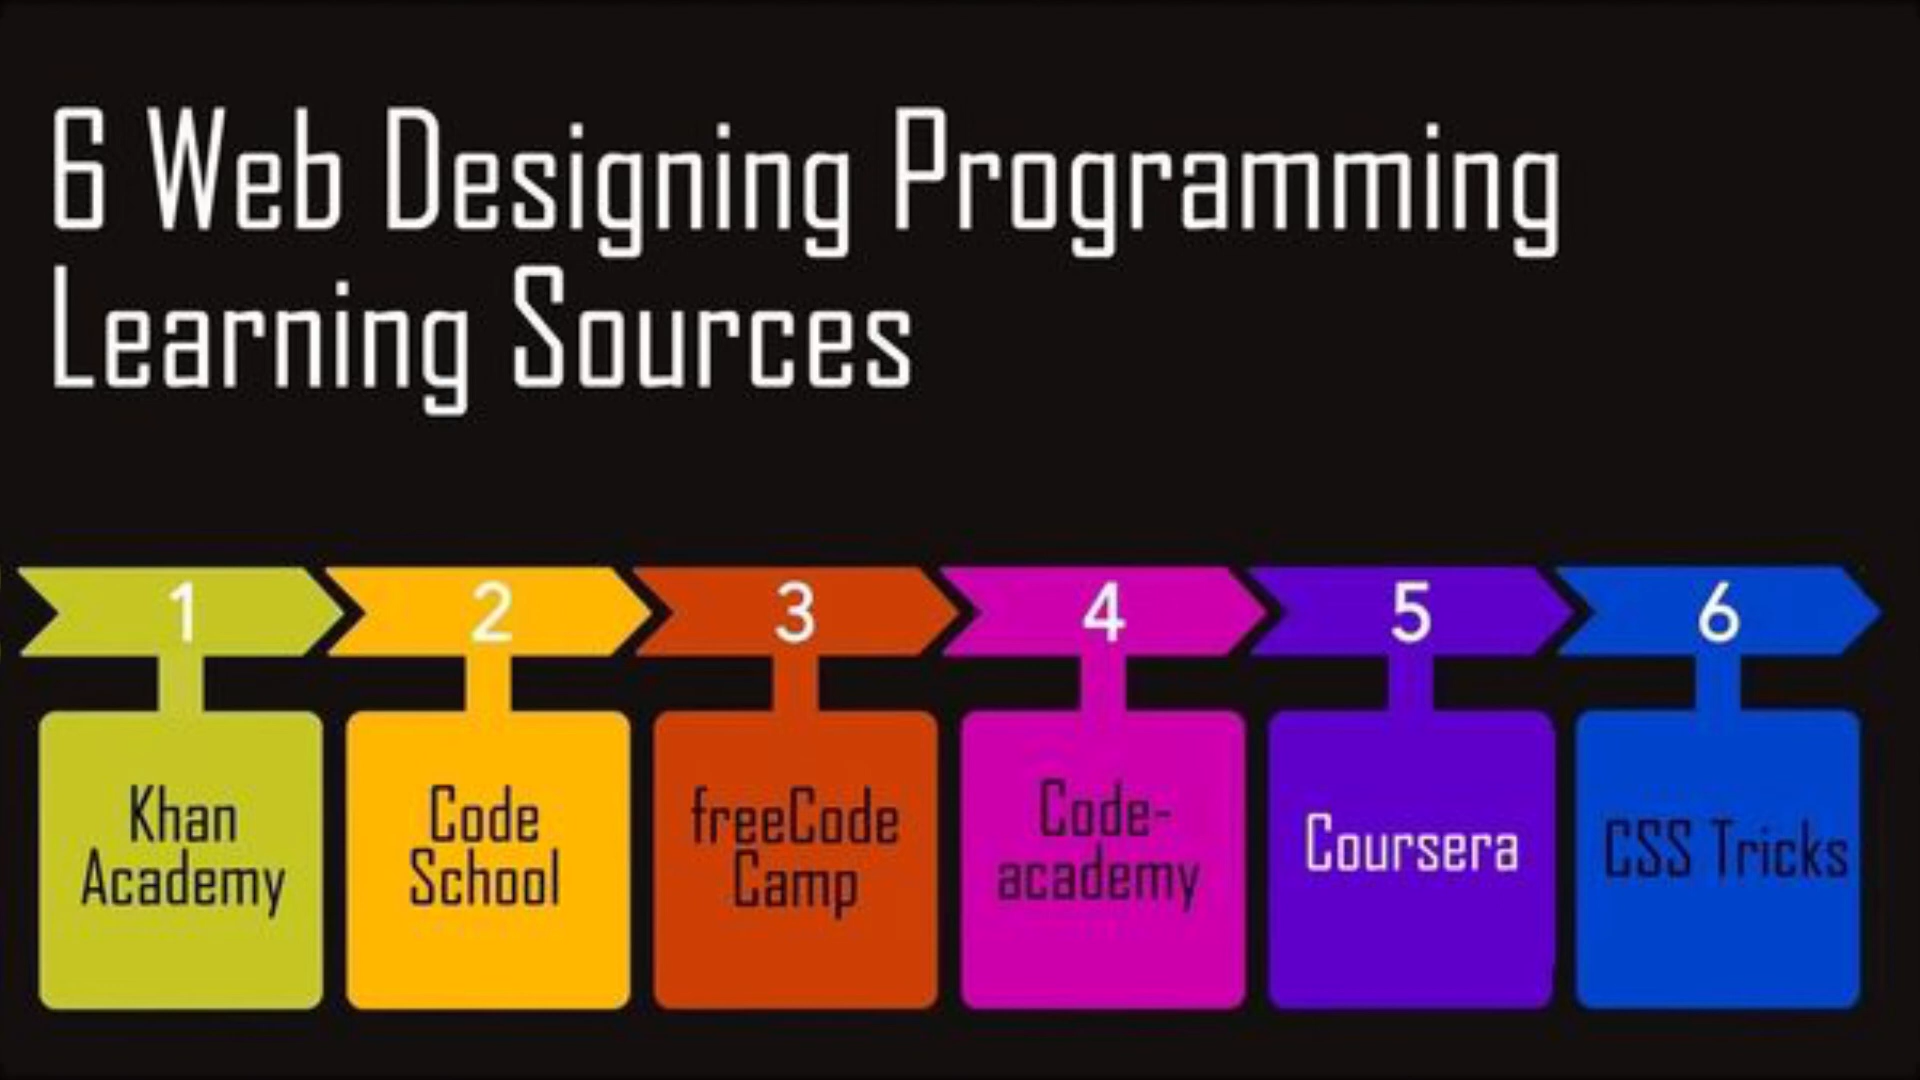 6 Web Designing Programming
Learning Sources
1
2
3
4
5
6
Khan
Academy
Code
School
freeCode
Camp
Code-
academy
Coursera
CSS Tricks